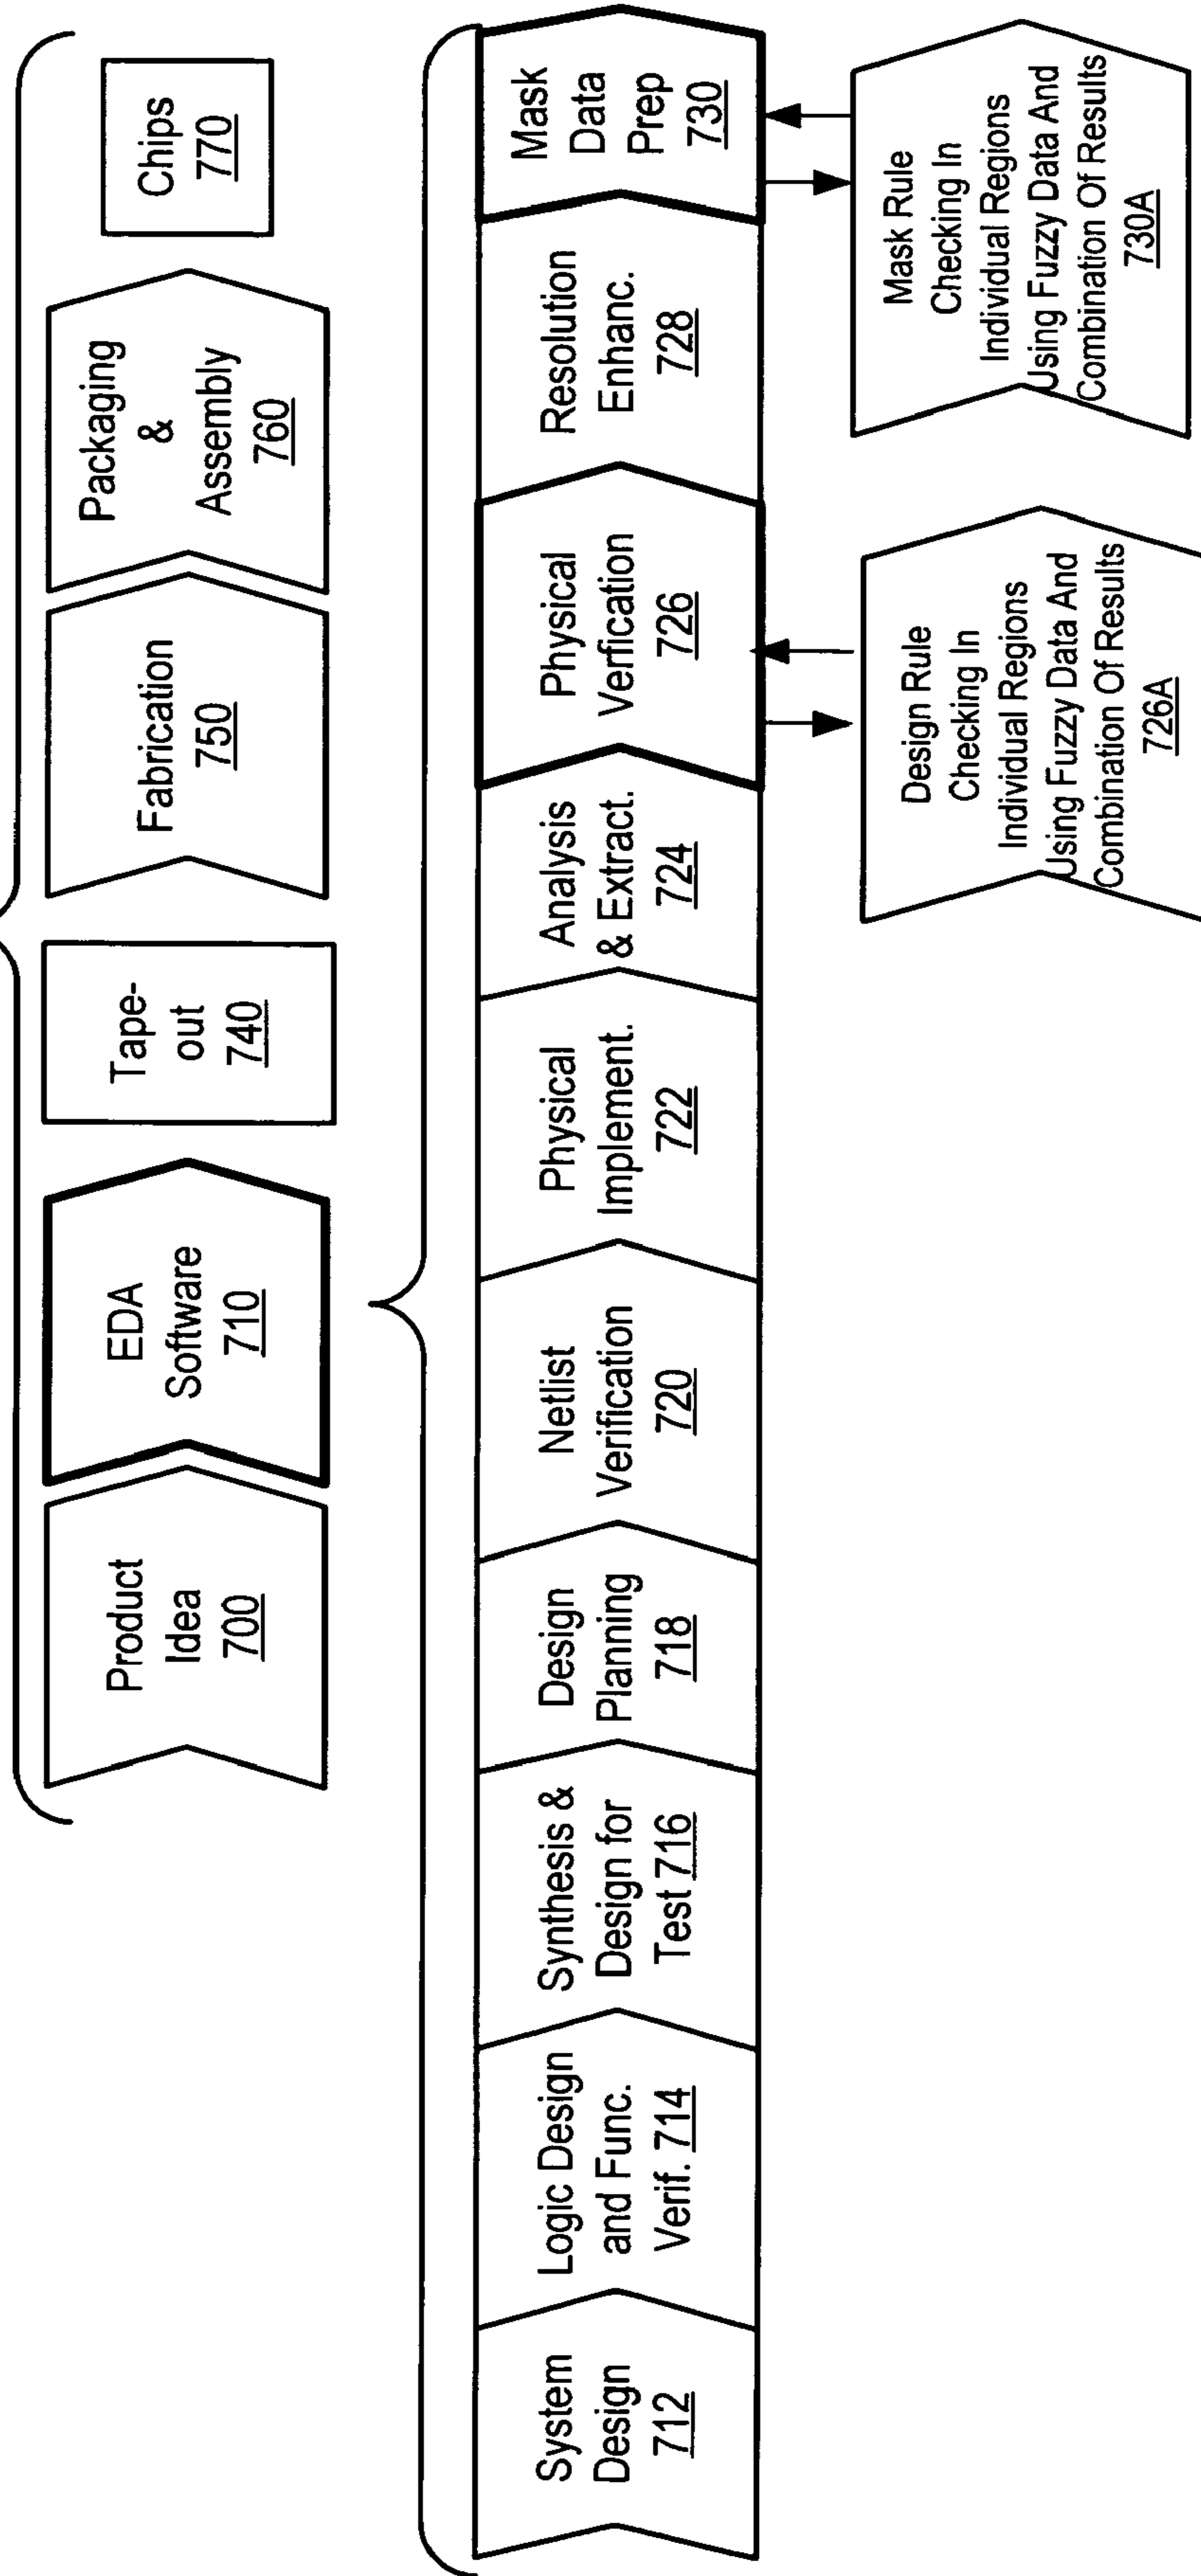 Product
Idea
700
EDA
Software
710
Tape-
out
740
Fabrication
750
Packaging
&
Assembly
760
Chips
770
System
Design
712
Logic Design
and Func.
Verif. 714
Synthesis &
Design for
Test 716
Design
Planning
718
Netlist
Verification
720
Physical
Implement.
722
Analysis
& Extract.
724
Physical
Verfication
726
Resolution
Enhanc.
728
Mask
Data
Prep
730
Design Rule
Checking In
Individual Regions
Using Fuzzy Data And
Combination Of Results
726A
Mask Rule
Checking In
Individual Regions
Using Fuzzy Data And
Combination Of Results
730A